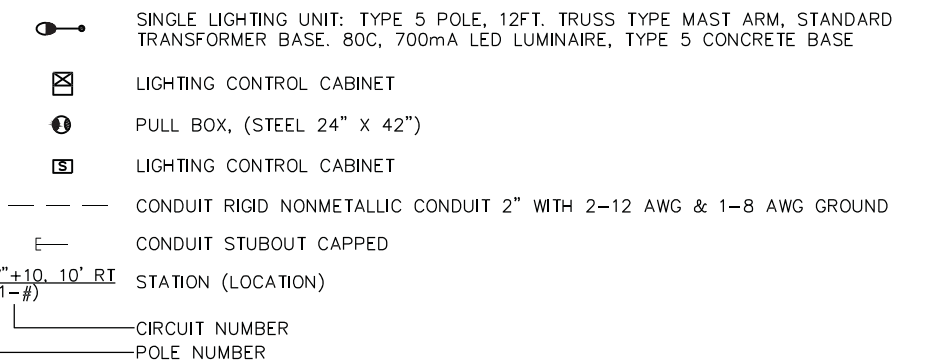 SINGLE LIGHTING UNIT: TYPE 5 POLE, 12FT. TRUSS TYPE MAST ARM, STANDARD
TRANSFORMER BASE. 80C, 700mA LED LUMINAIRE, TYPE 5 CONCRETE BASE
LIGHTING CONTROL CABINET
PULL BOX, (STEEL 24" X 42")
S LIGHTING CONTROL CABINET
CONDUIT RIGID NONMETALLIC CONDUIT 2" WITH 2-12 AWG & 1-8 AWG GROUND
CONDUIT STUBOUT CAPPED
"+10, 10' RT STATION (LOCATION)
1-#)
CIRCUIT NUMBER
POLE NUMBER